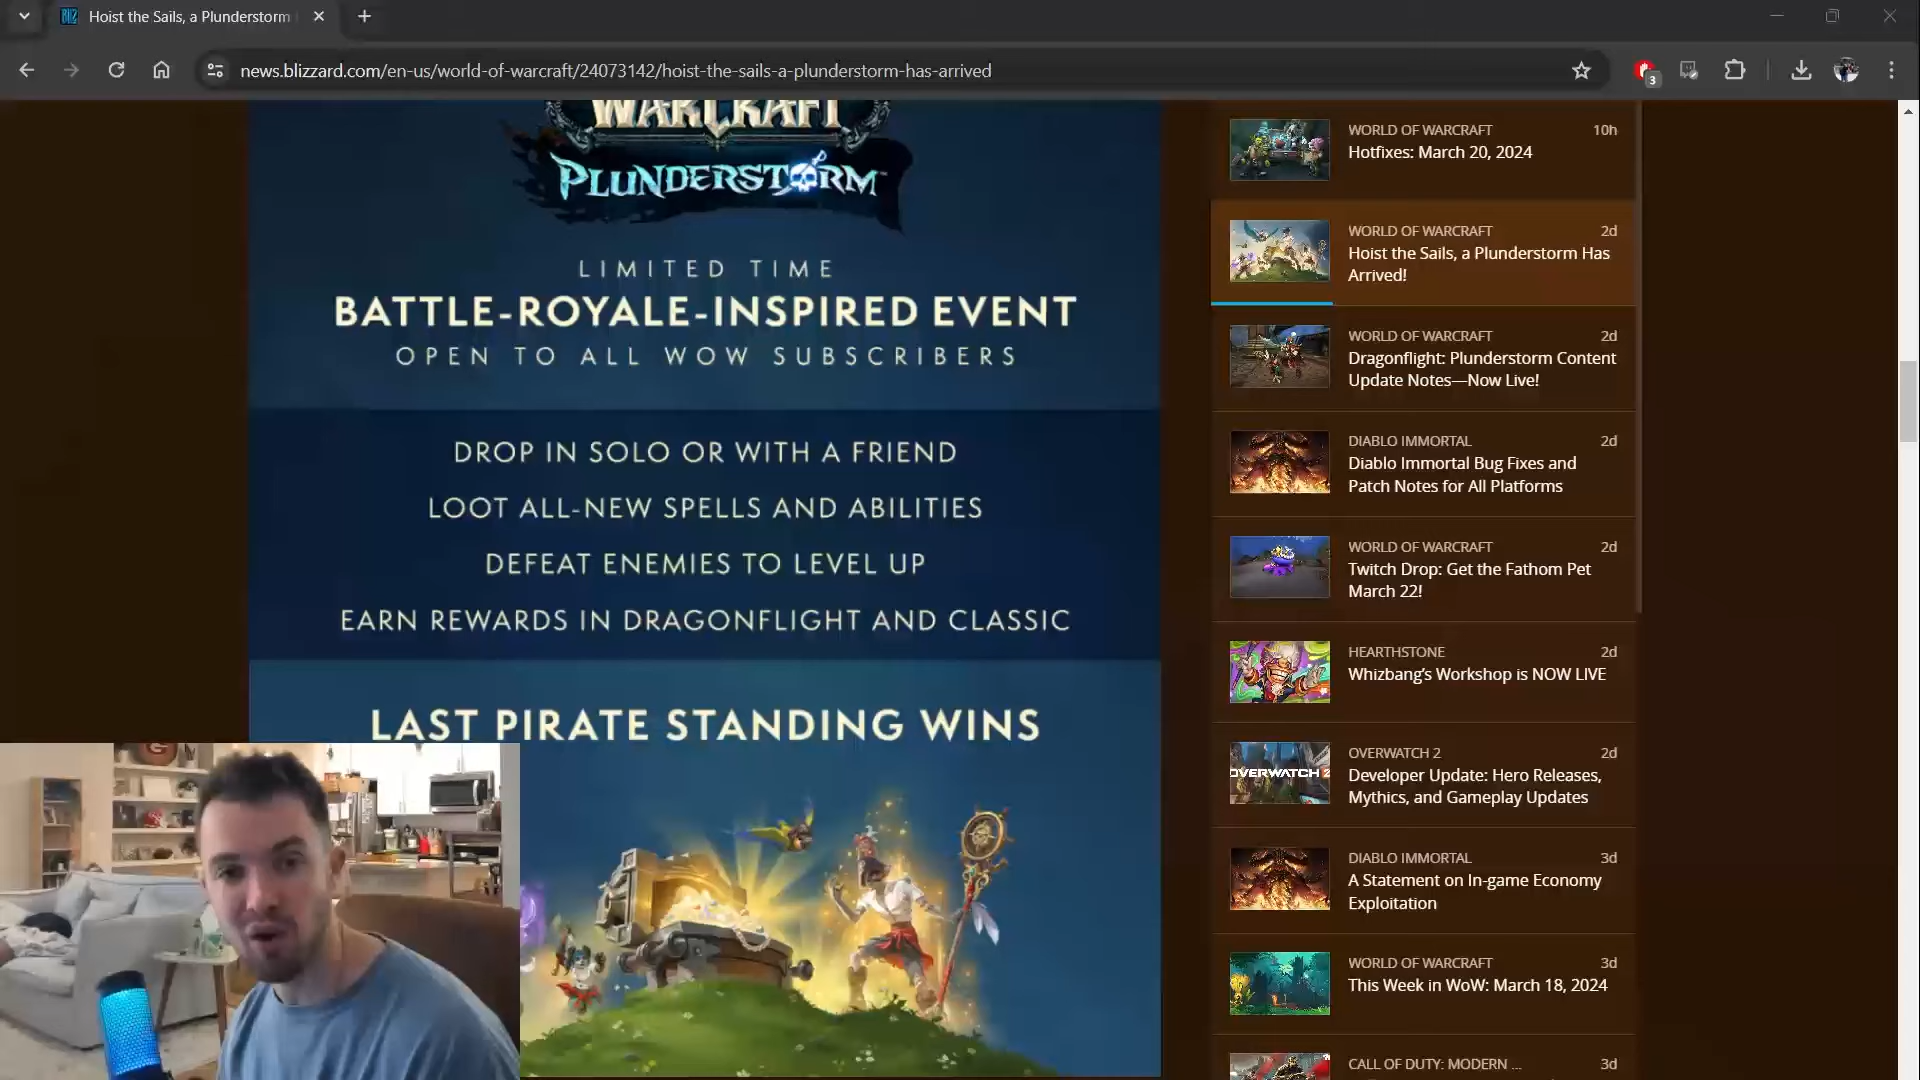 Hoist the Sails, a Plunderstorm
news.blizzard.com/en-us/world-of-warcraft/24073142/hoist-the-sails-a-plunderstorm-has-arrived
3
WARCRAFT
PLUNDERSTORM
LIMITED TIME
BATTLE-ROYALE-INSPIRED EVENT
OPEN TO ALL WOW SUBSCRIBERS
DROP IN SOLO OR WITH A FRIEND
LOOT ALL-NEW SPELLS AND ABILITIES
DEFEAT ENEMIES TO LEVEL UP
EARN REWARDS IN DRAGONFLIGHT AND CLASSIC
LAST PIRATE STANDING WINS
WORLD OF WARCRAFT 10h
Hotfixes: March 20, 2024
WORLD OF WARCRAFT 2d
Hoist the Sails, a Plunderstorm Has
Arrived!
WORLD OF WARCRAFT 2d
Dragonflight: Plunderstorm Content
Update Notes—Now Live!
DIABLO IMMORTAL 2d
Diablo Immortal Bug Fixes and
Patch Notes for All Platforms
WORLD OF WARCRAFT 2d
Twitch Drop: Get the Fathom Pet
March 22!
HEARTHSTONE 2d
Whizbang’s Workshop is NOW LIVE
OVERWATCH 2 2d
OVERWATCH 2
Developer Update: Hero Releases,
Mythics, and Gameplay Updates
DIABLO IMMORTAL 3d
A Statement on In-game Economy
Exploitation
WORLD OF WARCRAFT 3d
This Week in WoW: March 18, 2024
CALL OF DUTY: MODERN ... 3d
G